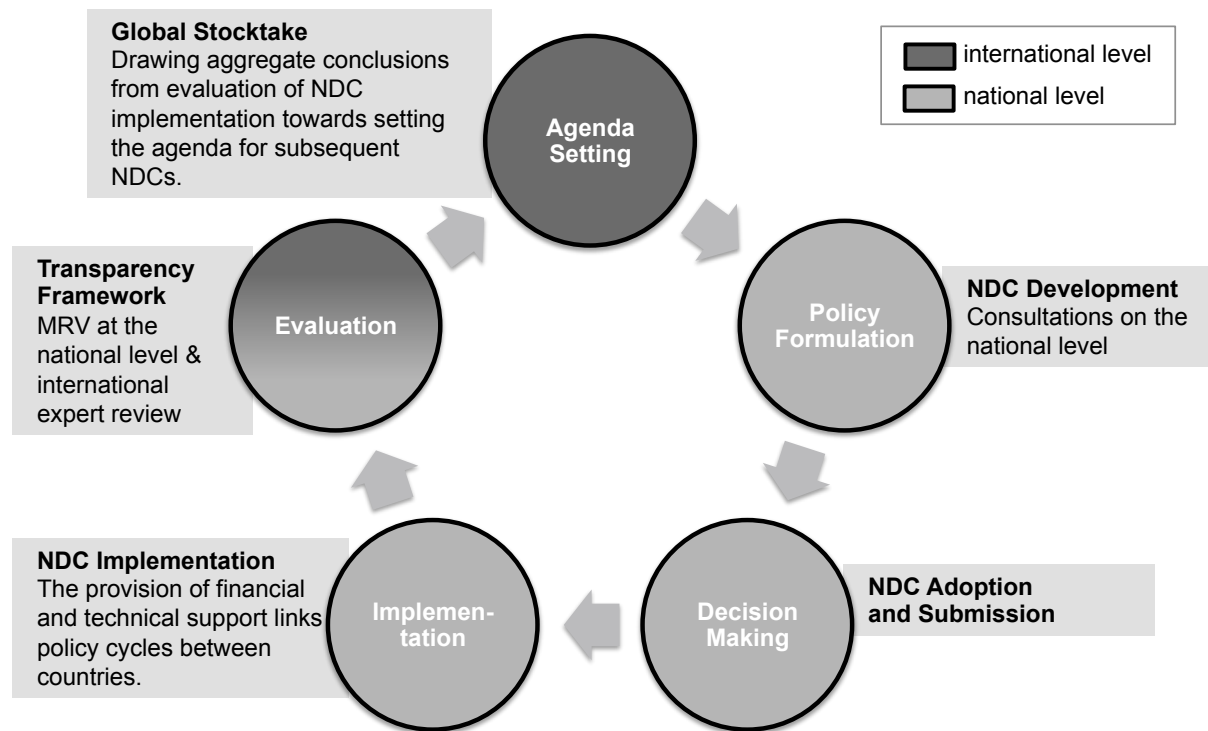 Global Stocktake
Drawing aggregate conclusions
from evaluation of NDC
implementation towards setting
the agenda for subsequent
NDCs.
Agenda
Setting
international level
national level
Transparency
Framework
MRV at the
national level &
international
expert review
Evaluation
Policy
Formulation
NDC Development
Consultations on the
national level
NDC Implementation
The provision of financial
and technical support links
policy cycles between
countries.
Implemen-
tation
Decision
Making
NDC Adoption
and Submission